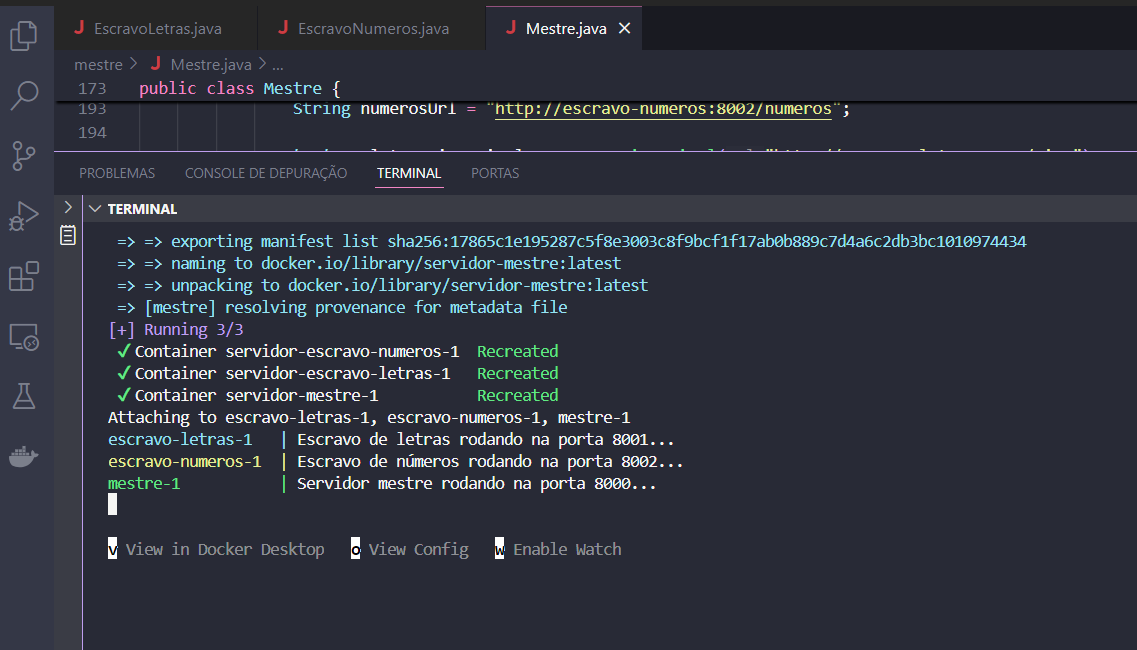 EscravoLetras.java
EscravoNumeros.java
Mestre.java
mestre > Mestre.java > ...
173 public class Mestre {
193 String numerosUrl = "http://escravo-numeros:8002/numeros";
194
PROBLEMAS CONSOLE DE DEPURAÇÃO TERMINAL PORTAS
TERMINAL
=> => exporting manifest list sha256:17865c1e195287c5f8e3003c8f9bcf1f17ab0b889c7d4a6c2db3bc1010974434
=> => naming to docker.io/library/servidor-mestre:latest
=> => unpacking to docker.io/library/servidor-mestre:latest
=> [mestre] resolving provenance for metadata file
[+] Running 3/3
✓ Container servidor-escravo-numeros-1 Recreated
✓ Container servidor-escravo-letras-1 Recreated
✓ Container servidor-mestre-1 Recreated
Attaching to escravo-letras-1, escravo-numeros-1, mestre-1
escravo-letras-1 | Escravo de letras rodando na porta 8001...
escravo-numeros-1 | Escravo de números rodando na porta 8002...
mestre-1 | Servidor mestre rodando na porta 8000...
v View in Docker Desktop o View Config w Enable Watch